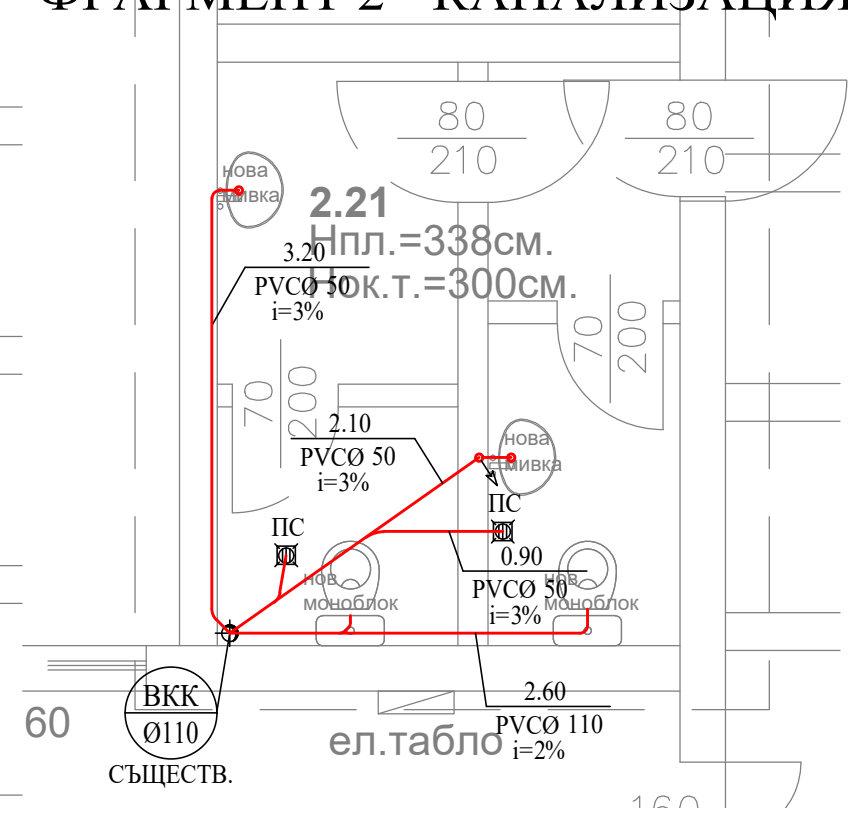 ФРАГМЕНТ 2 - КАНАЛИЗАЦИЯ
80
210
80
210
нова
мивка
2.21
Hпл.=338см.
Hок.т.=300см.
3.20
PVCØ 50
i=3%
70
200
70
200
2.10
PVCØ 50
i=3%
нова
мивка
ПС
ПС
0.90
PVCØ 50
i=3%
нов
моноблок
нов
моноблок
2.60
PVCØ 110
i=2%
ВКК
Ø110
СЪЩЕСТВ.
60
ел.табло
160